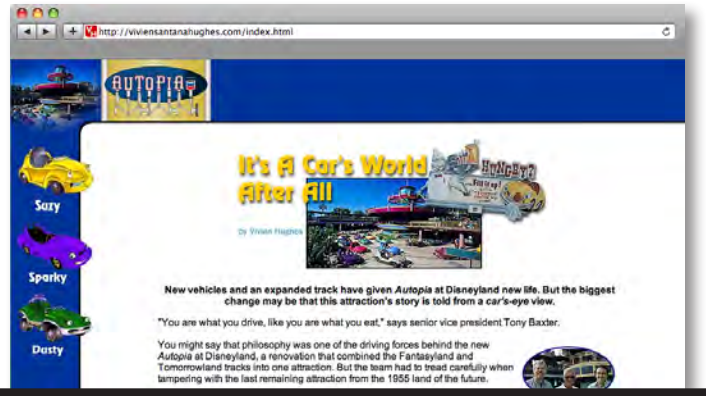 http://viviensantanahughes.com/index.html
AUTOPIA
It's A Car's World
After All
HUNGRY?
by Vivien Hughes
Suzy
Sparky
Dusty
New vehicles and an expanded track have given Autopia at Disneyland new life. But the biggest
change may be that this attraction's story is told from a car's-eye view.
"You are what you drive, like you are what you eat," says senior vice president Tony Baxter.
You might say that philosophy was one of the driving forces behind the new
Autopia at Disneyland, a renovation that combined the Fantasyland and
Tomorrowland tracks into one attraction. But the team had to tread carefully when
tampering with the last remaining attraction from the 1955 land of the future.